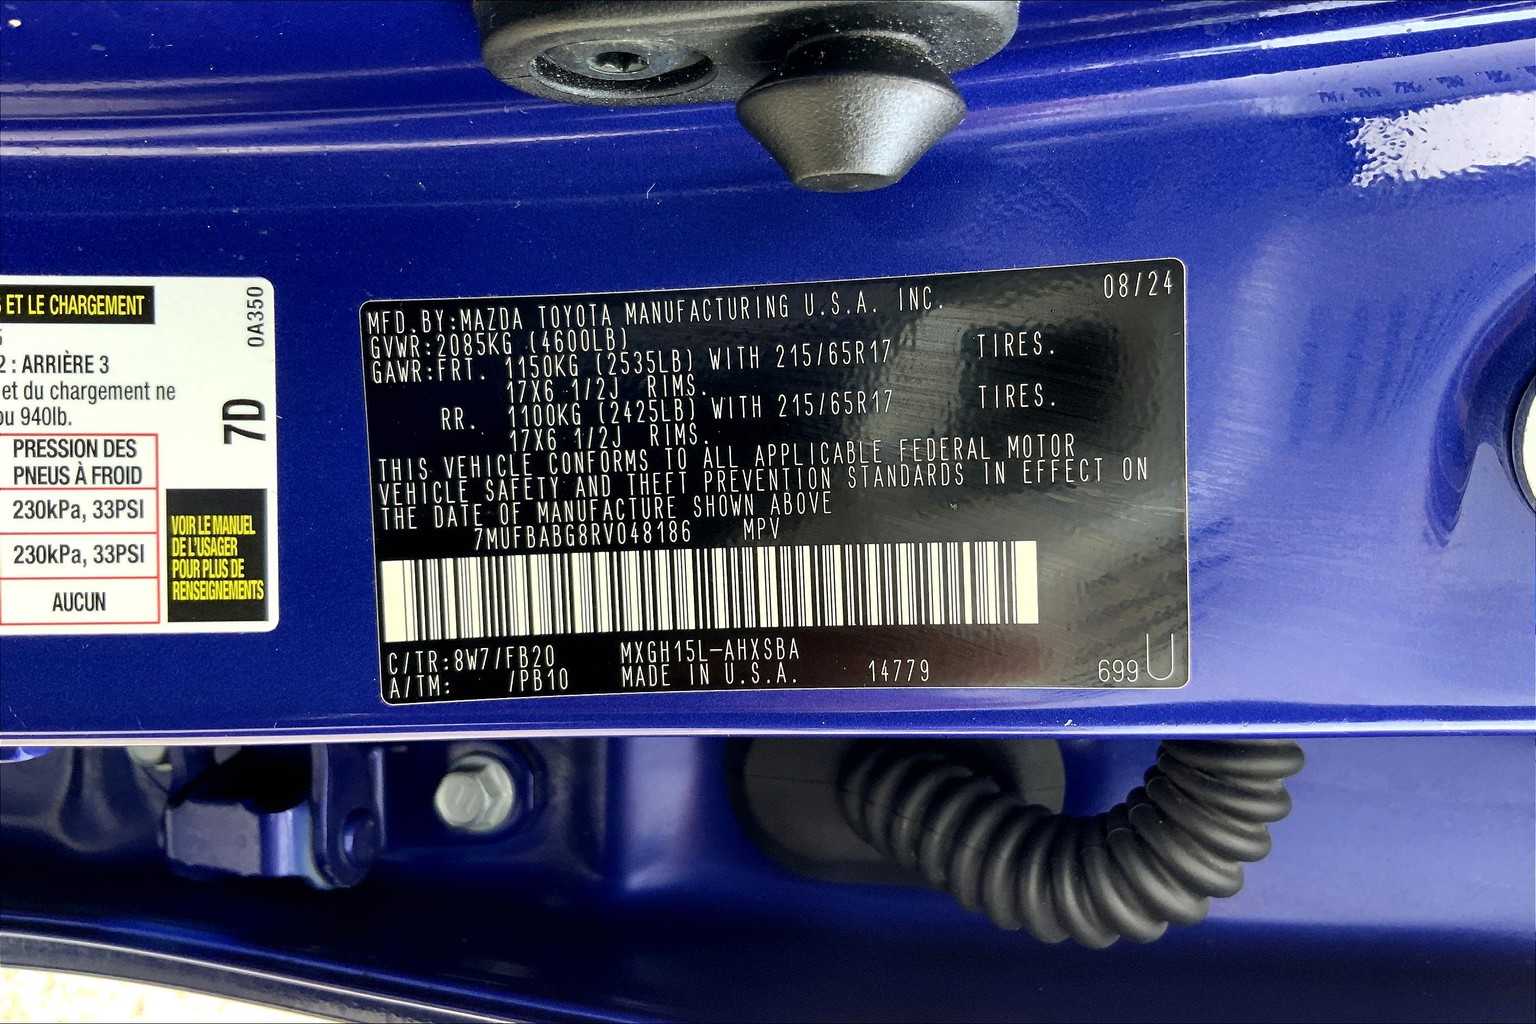 ET LE CHARGEMENT
0A350
2 : ARRIÈRE 3
et du chargement ne
ou 940lb.
7D
PRESSION DES
PNEUS À FROID
230kPa, 33PSI
230kPa, 33PSI
AUCUN
VOIR LE MANUEL
DE L'USAGER
POUR PLUS DE
RENSEIGNEMENTS
08/24
MFD.BY:MAZDA TOYOTA MANUFACTURING U.S.A. INC.
GVWR:2085KG (4600LB)
GAWR:FRT. 1150KG (2535LB) WITH 215/65R17 TIRES.
17X6 1/2J RIMS.
RR. 1100KG (2425LB) WITH 215/65R17 TIRES.
17X6 1/2J RIMS.
THIS VEHICLE CONFORMS TO ALL APPLICABLE FEDERAL MOTOR
VEHICLE SAFETY AND THEFT PREVENTION STANDARDS IN EFFECT ON
THE DATE OF MANUFACTURE SHOWN ABOVE
7MUFBABG8RV048186 MPV
C/TR:8W7/FB20 MXGH15L-AHXSBA
A/TM: /PB10 MADE IN U.S.A. 14779 699 U